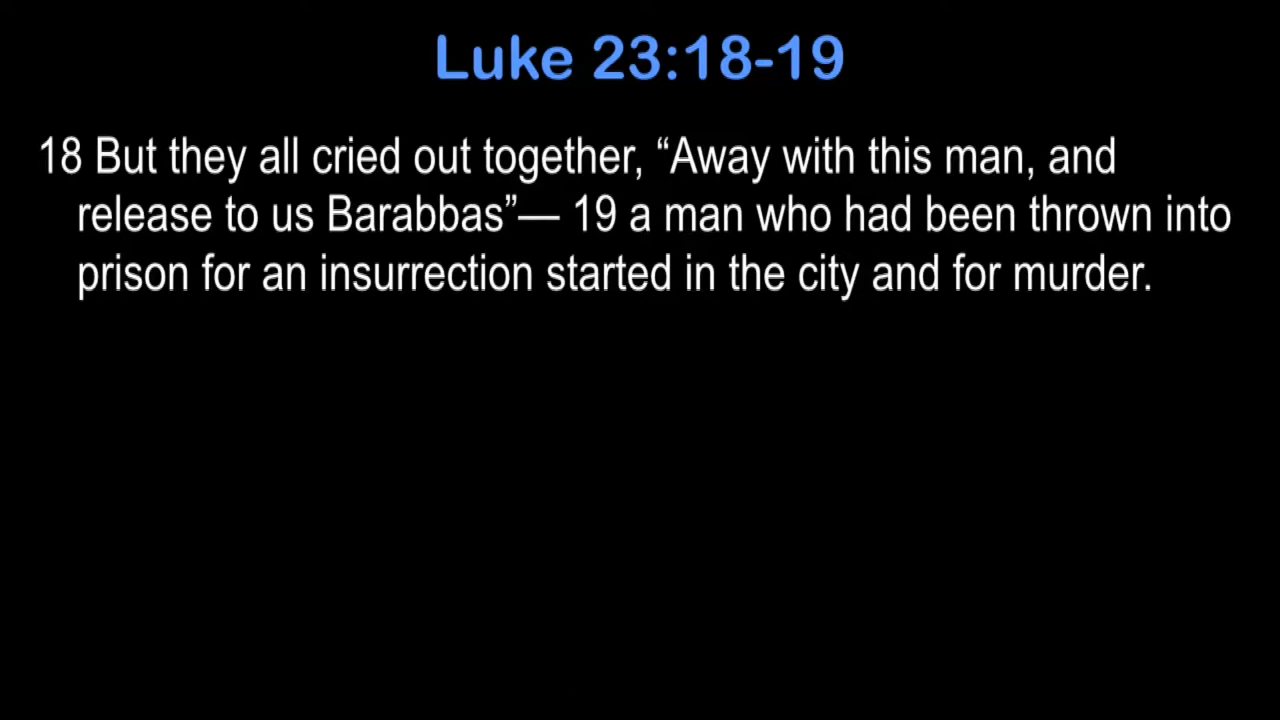 Luke 23:18-19
18 But they all cried out together, “Away with this man, and
release to us Barabbas”— 19 a man who had been thrown into
prison for an insurrection started in the city and for murder.